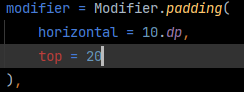 modifier = Modifier.padding(
horizontal = 10.dp,
top = 20
),